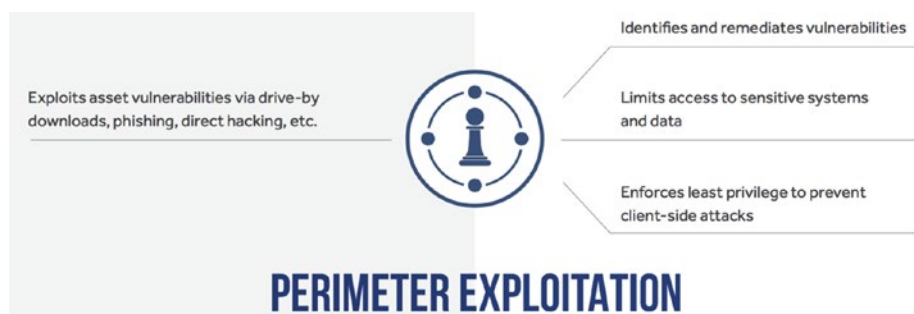 Exploits asset vulnerabilities via drive-by
downloads, phishing, direct hacking, etc.
Identifies and remediates vulnerabilities
Limits access to sensitive systems
and data
Enforces least privilege to prevent
client-side attacks
PERIMETER EXPLOITATION